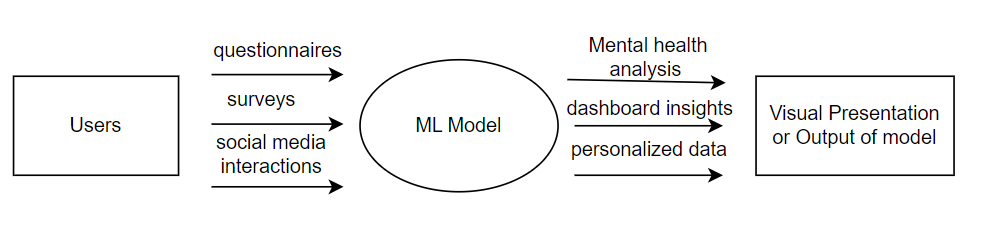 questionnaires
surveys
social media
interactions
Users
ML Model
Mental health
analysis
dashboard insights
personalized data
Visual Presentation
or Output of model